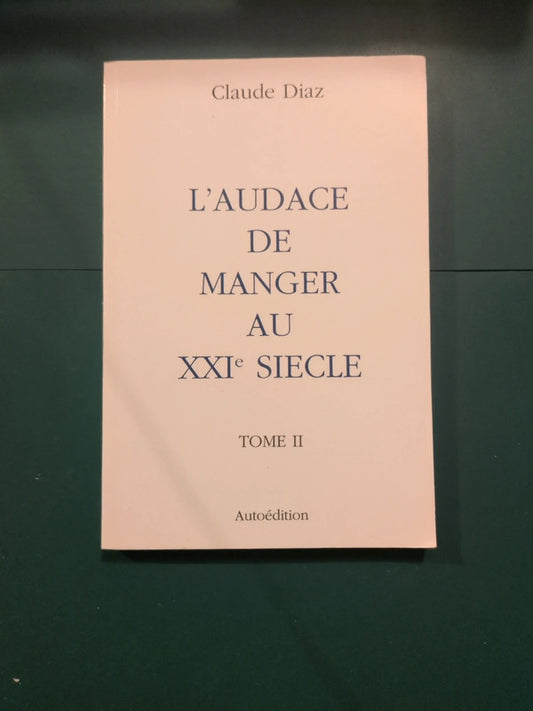 Claude Diaz
L'AUDACE
DE
MANGER
AU
XXIe SIECLE
TOME II
Autoédition